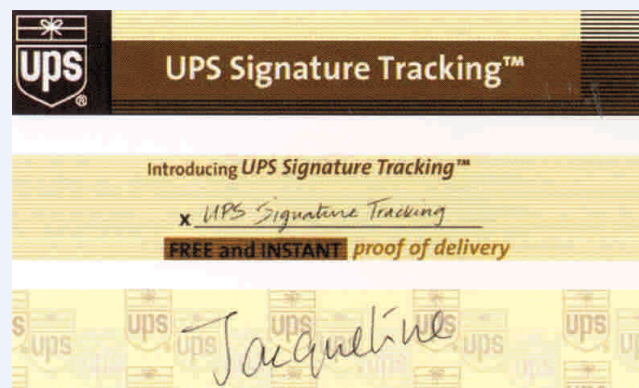 ups
UPS Signature Tracking™
Introducing UPS Signature Tracking™
x UPS Signature Tracking
FREE and INSTANT proof of delivery
Jacqueline